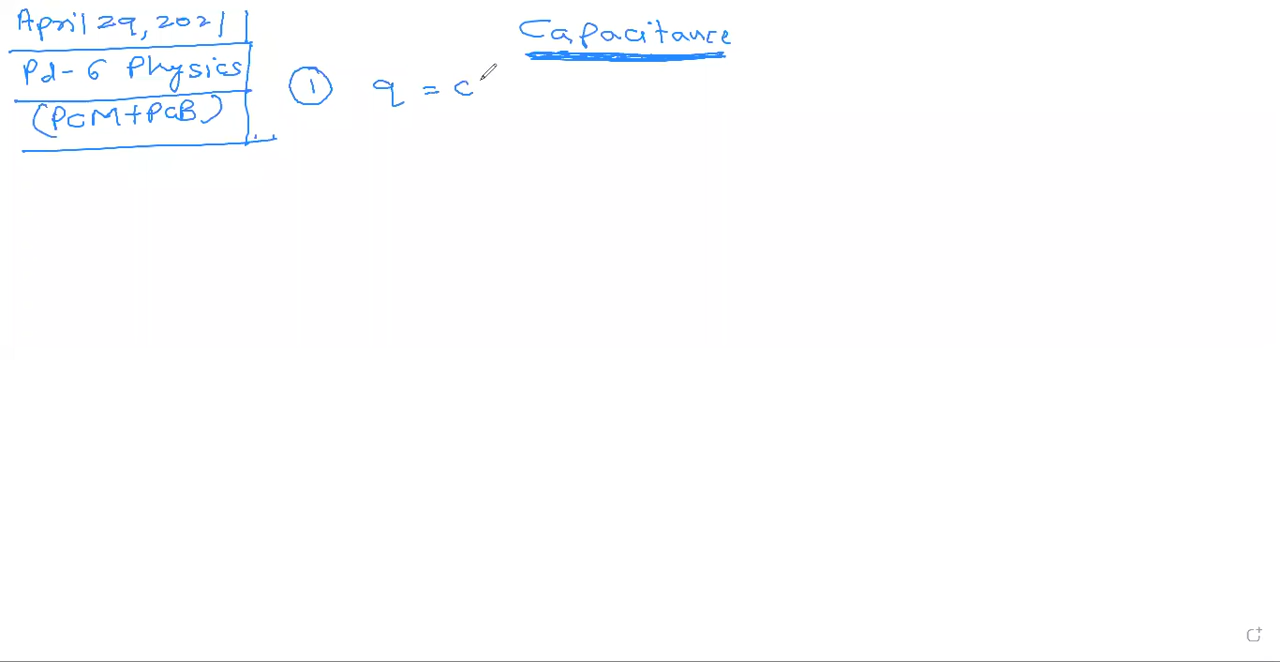 April 29, 2021
Capacitance
Pd-6 Physics
(PCM+PCB)
① q = c